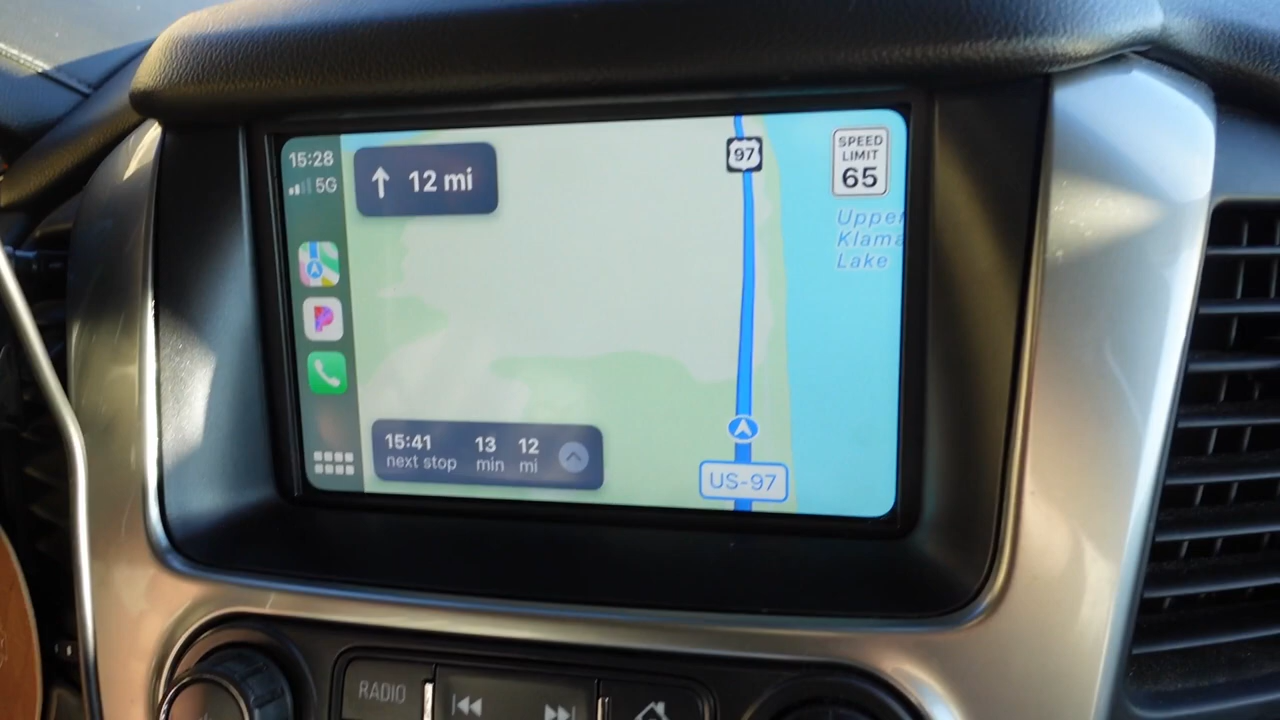 15:28
5G
12 mi
97
SPEED
LIMIT
65
Upper
Klama
Lake
15:41 13 12
next stop min mi
US-97
RADIO